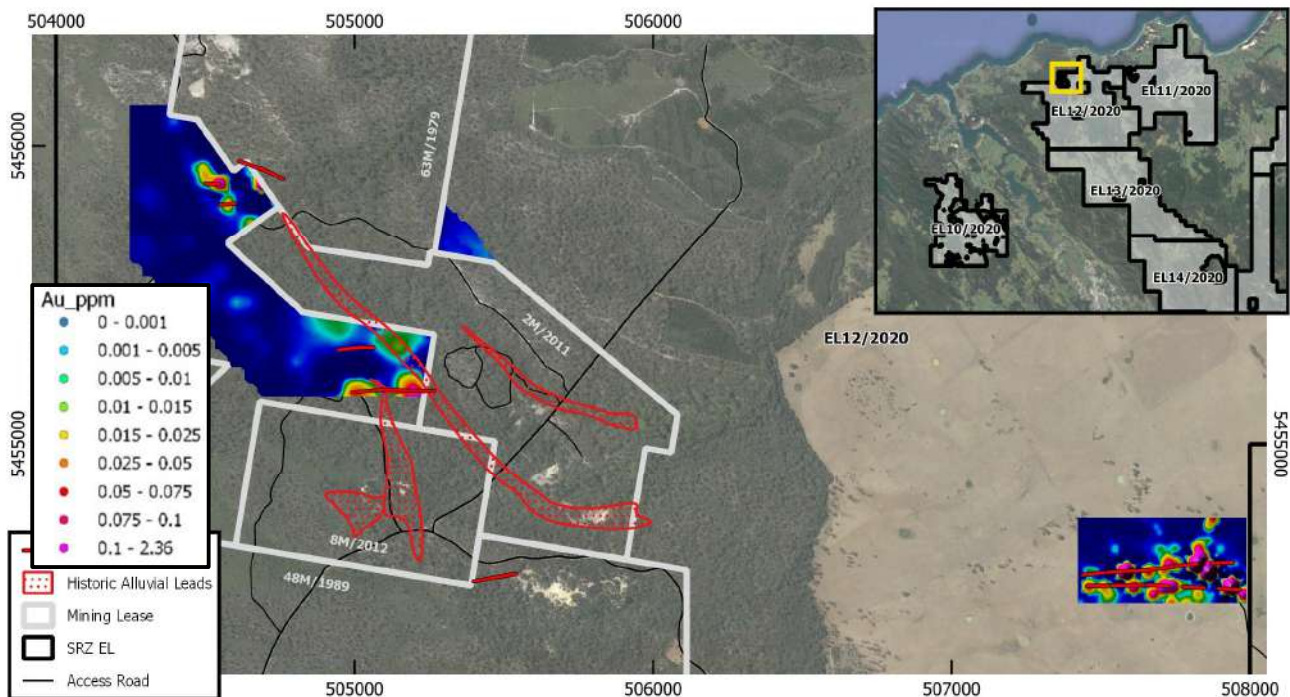 504000
505000
506000
EL11/2020
EL12/2020
EL13/2020
EL10/2020
EL14/2020
5456000
63M/1979
Au_ppm
0 - 0.001
0.001 - 0.005
0.005 - 0.01
0.01 - 0.015
0.015 - 0.025
0.025 - 0.05
0.05 - 0.075
0.075 - 0.1
0.1 - 2.36
2M/2011
EL12/2020
5455000
5455000
8M/2012
48M/1989
Historic Alluvial Leads
Mining Lease
SRZ EL
Access Road
505000
506000
507000
508000